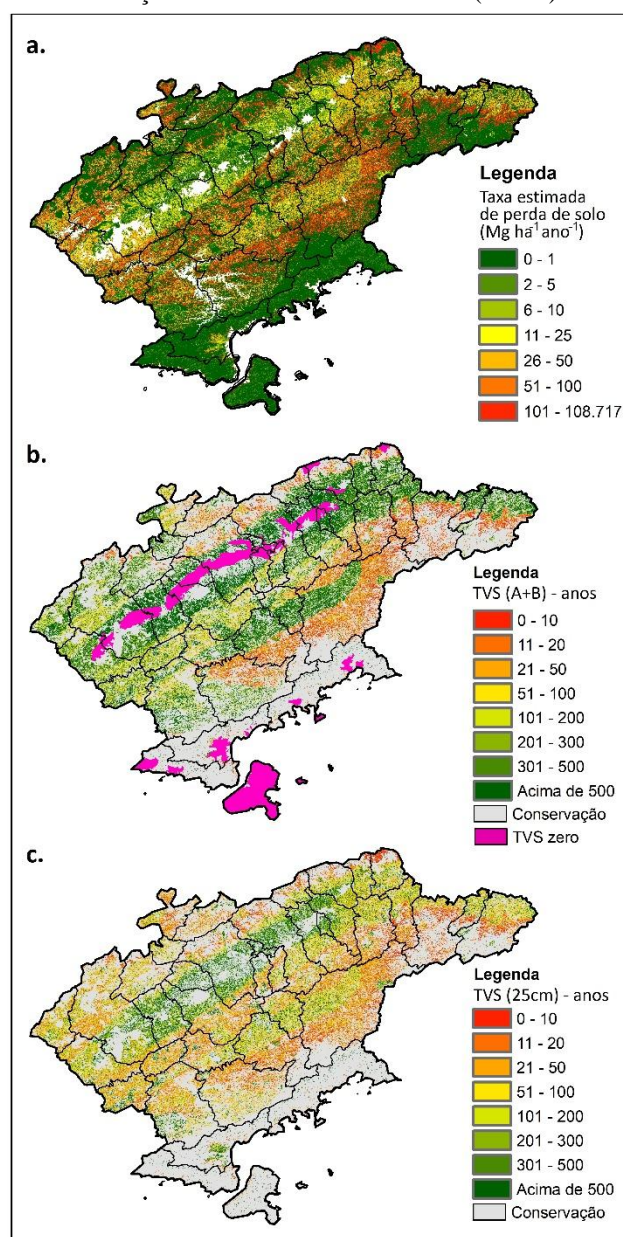 a.
Legenda
Taxa estimada
de perda de solo
(Mg ha⁻¹ano⁻¹)
0 - 1
2 - 5
6 - 10
11 - 25
26 - 50
51 - 100
101 - 108.717
b.
Legenda
TVS (A+B) - anos
0 - 10
11 - 20
21 - 50
51 - 100
101 - 200
201 - 300
301 - 500
Acima de 500
Conservação
TVS zero
c.
Legenda
TVS (25cm) - anos
0 - 10
11 - 20
21 - 50
51 - 100
101 - 200
201 - 300
301 - 500
Acima de 500
Conservação